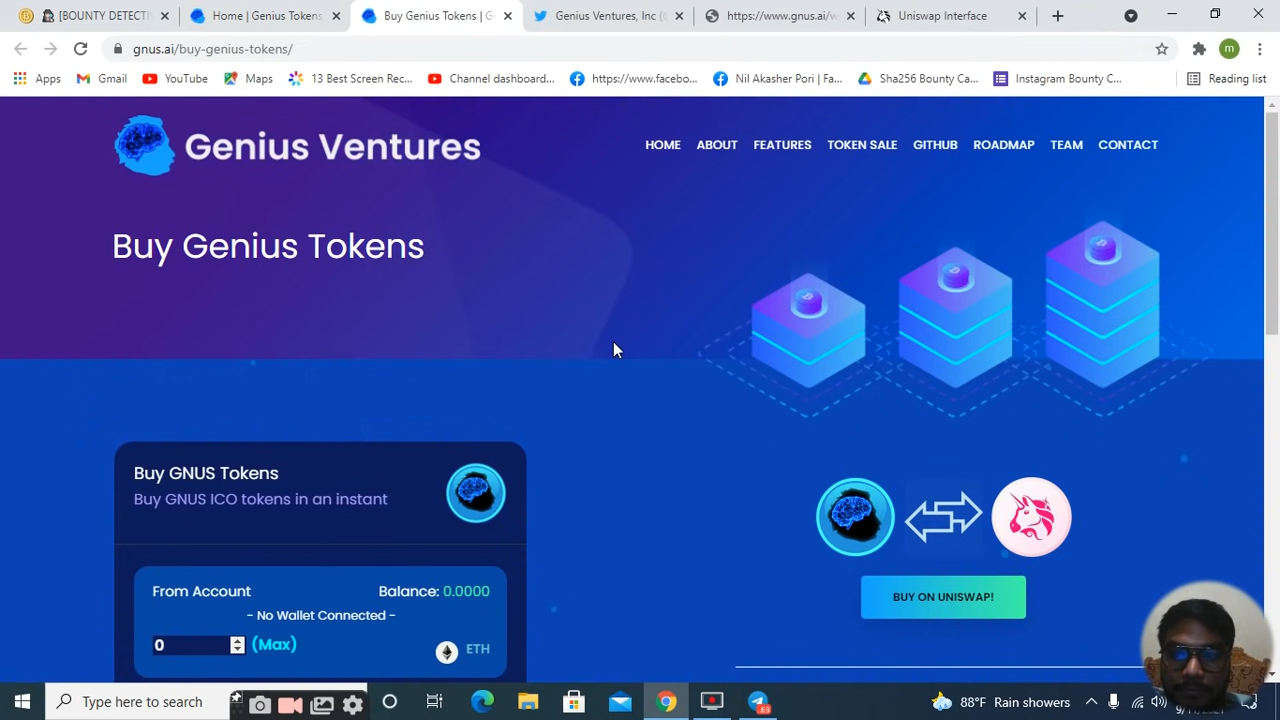 [BOUNTY DETECTI
Home | Genius Tokens
Buy Genius Tokens | G
Genius Ventures, Inc (
https://www.gnus.ai/w
Uniswap Interface
gnus.ai/buy-genius-tokens/
m
Apps
Gmail
YouTube
Maps
13 Best Screen Rec...
Channel dashboard...
https://www.facebo...
Nil Akasher Pori | Fa...
Sha256 Bounty Ca...
Instagram Bounty C...
Reading list
Genius Ventures
HOME
ABOUT
FEATURES
TOKEN SALE
GITHUB
ROADMAP
TEAM
CONTACT
Buy Genius Tokens
Buy GNUS Tokens
Buy GNUS ICO tokens in an instant
From Account
Balance: 0.0000
- No Wallet Connected -
0
(Max)
ETH
BUY ON UNISWAP!
Type here to search
69
88°F Rain showers